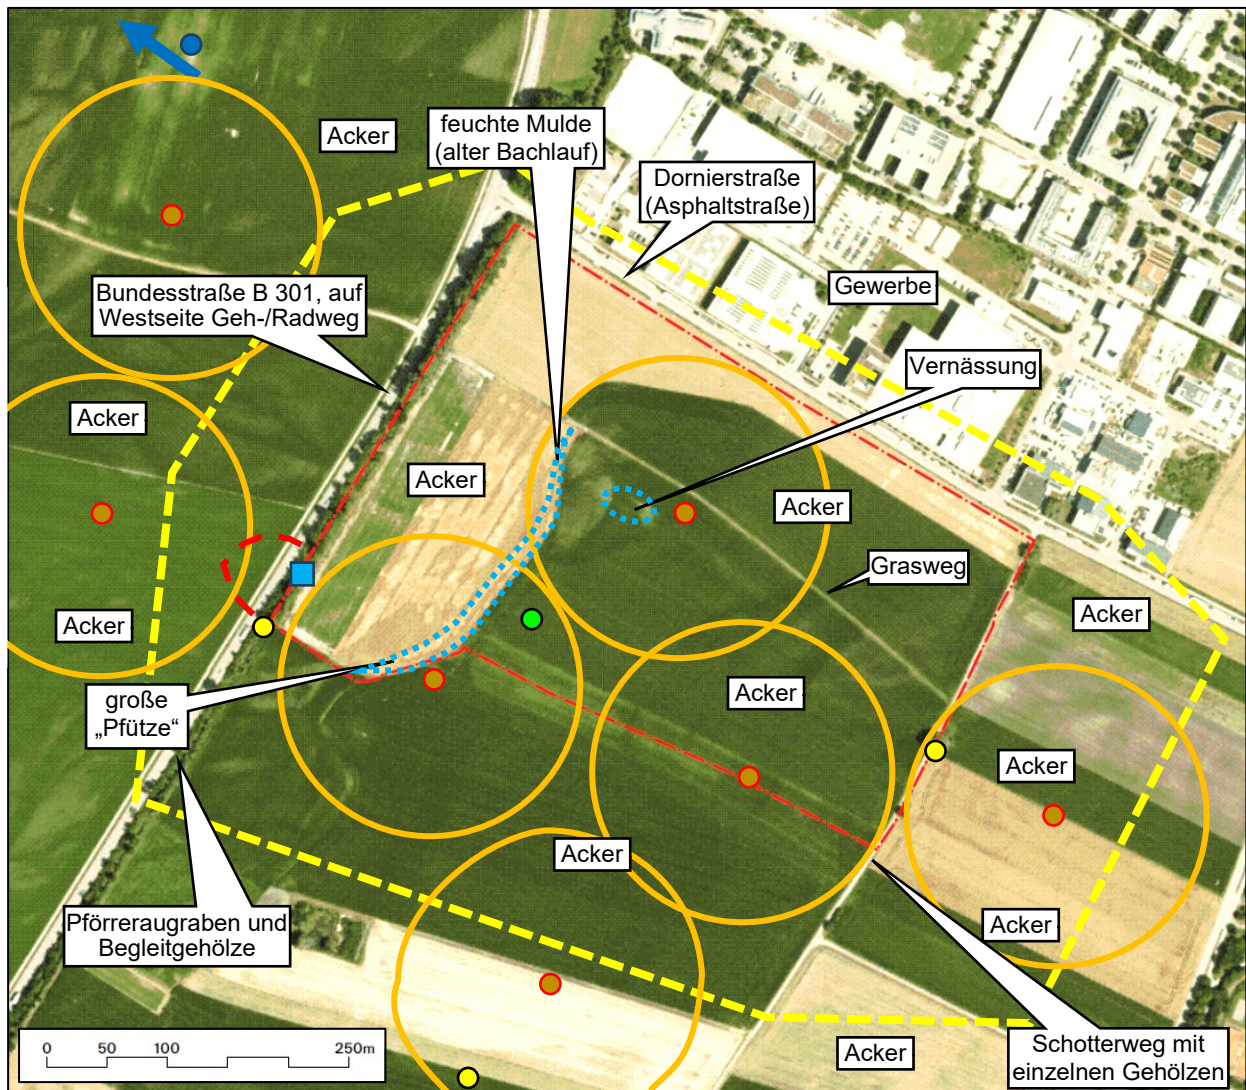 Acker
feuchte Mulde
(alter Bachlauf)
Dornierstraße
(Asphaltstraße)
Bundesstraße B 301, auf
Westseite Geh-/Radweg
Gewerbe
Vernässung
Acker
Acker
Acker
Grasweg
Acker
Acker
Acker
große
„Pfütze“
Acker
Acker
Pförreraugraben und
Begleitgehölze
Acker
Schotterweg mit
einzelnen Gehölzen
Acker
0 50 100 250m